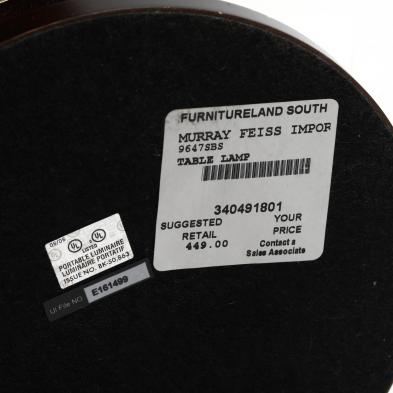 FURNITURELAND SOUTH
MURRAY FEISS IMPOR
9647SBS
TABLE LAMP
340491801
SUGGESTED YOUR
RETAIL PRICE
449.00 Contact a
Sales Associate
UL UL
LISTED
PORTABLE LUMINAIRE
LUMINAIRE PORTATIF
ISSUE NO. BK-50,863
UI File NO E161499